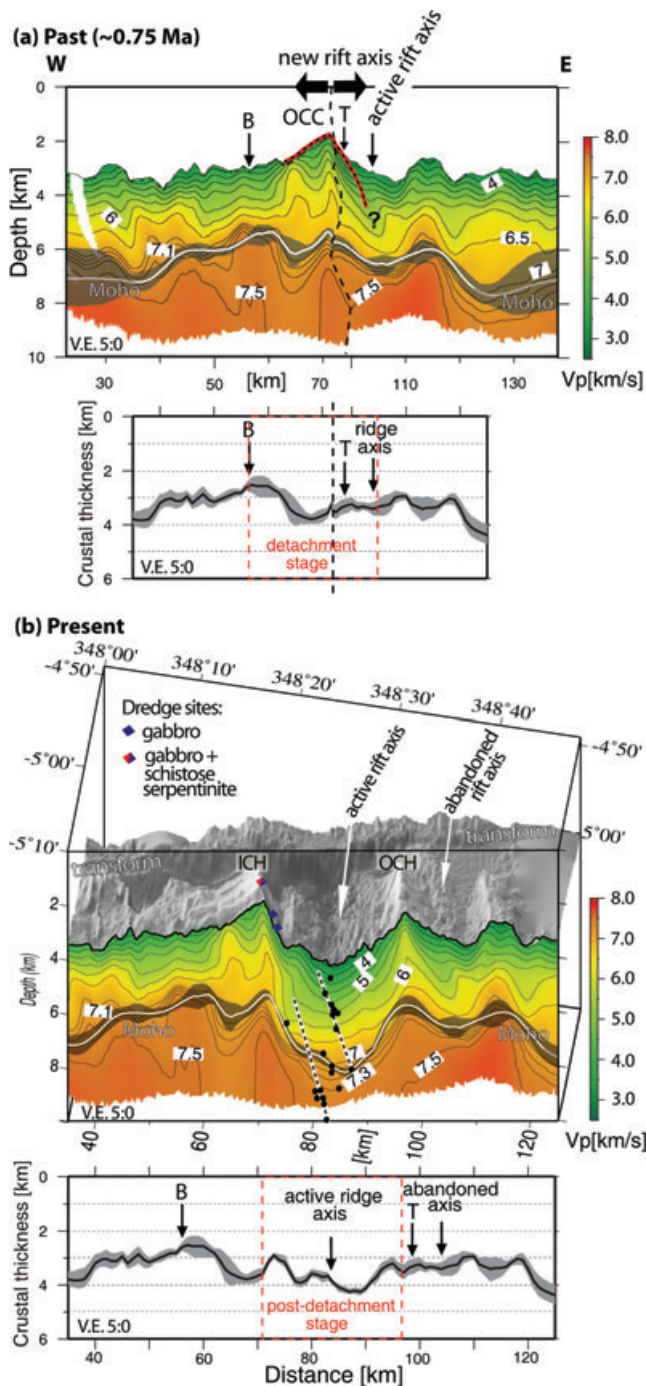 (a) Past (~0.75 Ma)
W
new rift axis
active rift axis
E
B
OCC
T
0
2
4
6
8
10
Depth [km]
4
6
?
6.5
7.1
7
Moho
7.5
7.5
Moho
V.E. 5:0
30
50
[km]
70
90
110
130
8.0
7.0
6.0
5.0
4.0
3.0
Vp[km/s]
0
2
4
6
Crustal thickness [km]
B
ridge
T axis
detachment
stage
V.E. 5:0
(b) Present
348°00'
348°10'
348°20'
348°30'
348°40'
-4°50'
-4°50'
-5°00'
5°00'
-5°10'
Dredge sites:
gabbro
gabbro +
schistose
serpentinite
active rift axis
abandoned
rift axis
transform
transform
ICH
OCH
2
4
6
8
Depth (km)
4
5
6
7.1
7
Moho
Moho
7.3
7.5
7.5
V.E. 5:0
40
60
80
[km]
100
120
8.0
7.0
6.0
5.0
4.0
3.0
Vp[km/s]
0
2
4
6
Crustal thickness [km]
B
active ridge
axis
abandoned
T axis
post-detachment
stage
V.E. 5:0
40
60
80
100
120
Distance [km]